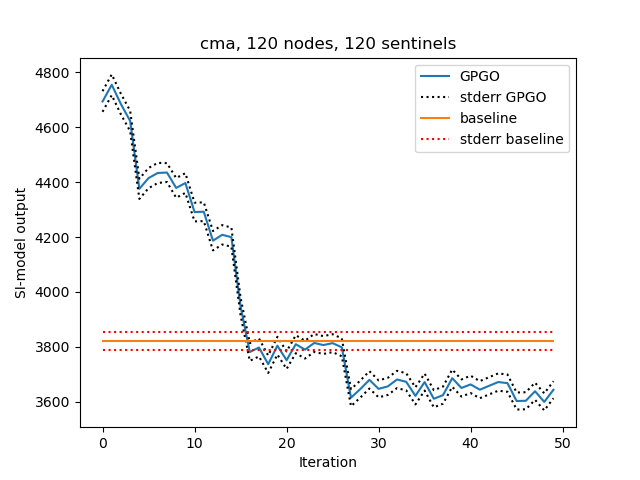 cma, 120 nodes, 120 sentinels
4800
4600
4400
4200
4000
3800
3600
SI-model output
GPGO
stderr GPGO
baseline
stderr baseline
0
10
20
30
40
50
Iteration